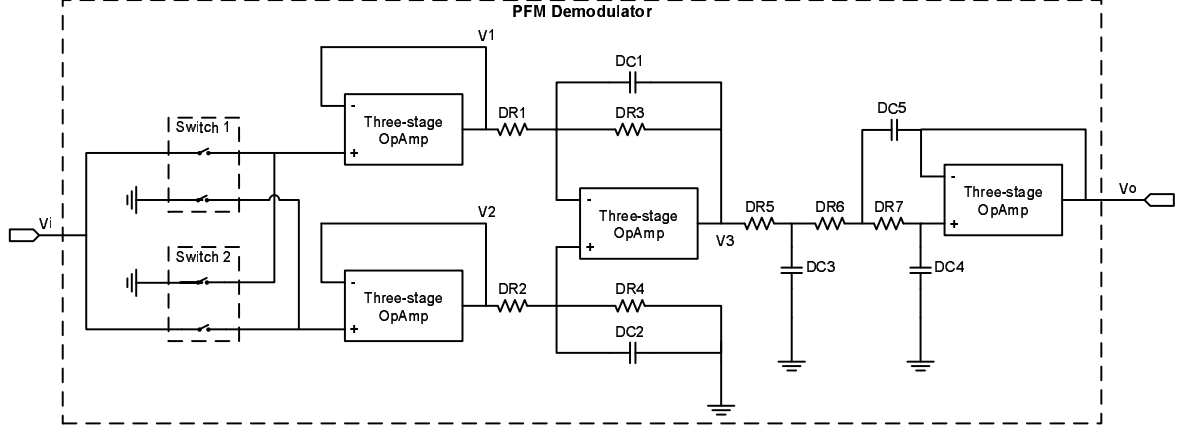 PFM Demodulator
V1
DC1
Switch 1
-
Three-stage
OpAmp
+
DR1
DR3
DC5
-
Three-stage
OpAmp
+
Vo
Vi
V2
-
Three-stage
OpAmp
+
V3
DR5
DR6
DR7
Switch 2
-
Three-stage
OpAmp
+
DR2
DR4
DC2
DC3
DC4